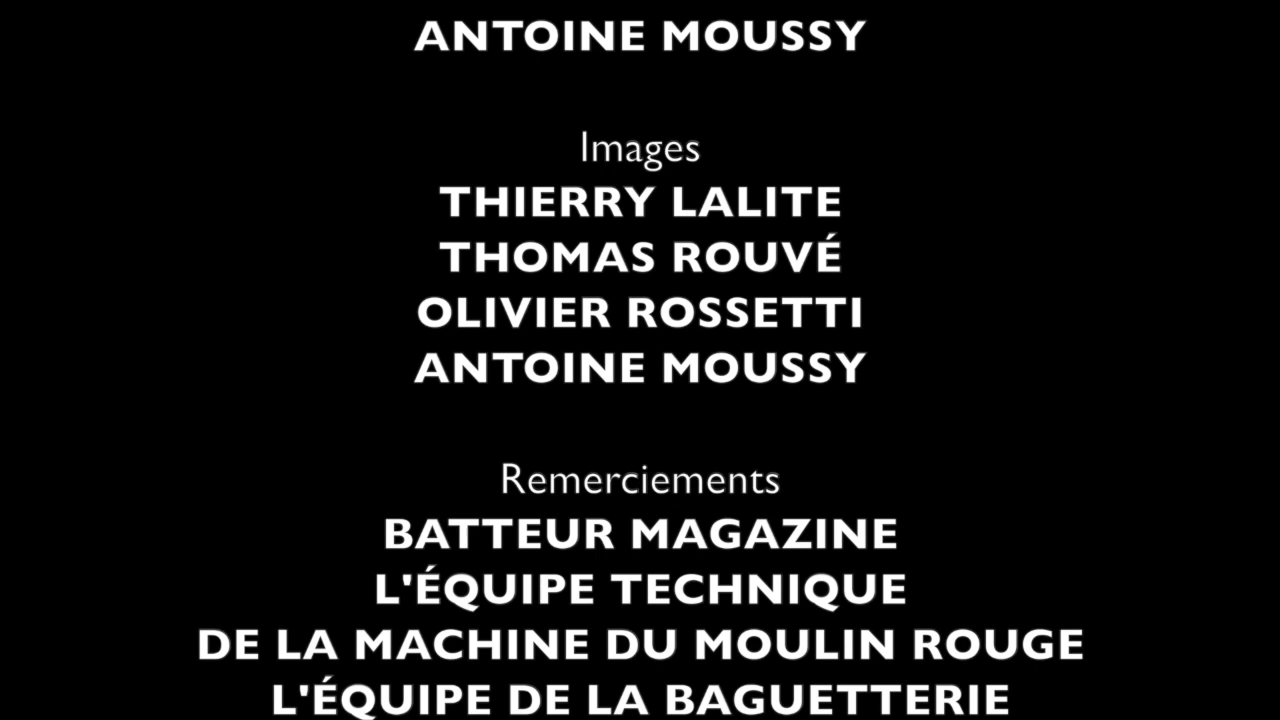 ANTOINE MOUSSY
Images
THIERRY LALITE
THOMAS ROUVÉ
OLIVIER ROSSETTI
ANTOINE MOUSSY
Remerciements
BATTEUR MAGAZINE
L'ÉQUIPE TECHNIQUE
DE LA MACHINE DU MOULIN ROUGE
L'ÉQUIPE DE LA BAGUETTERIE